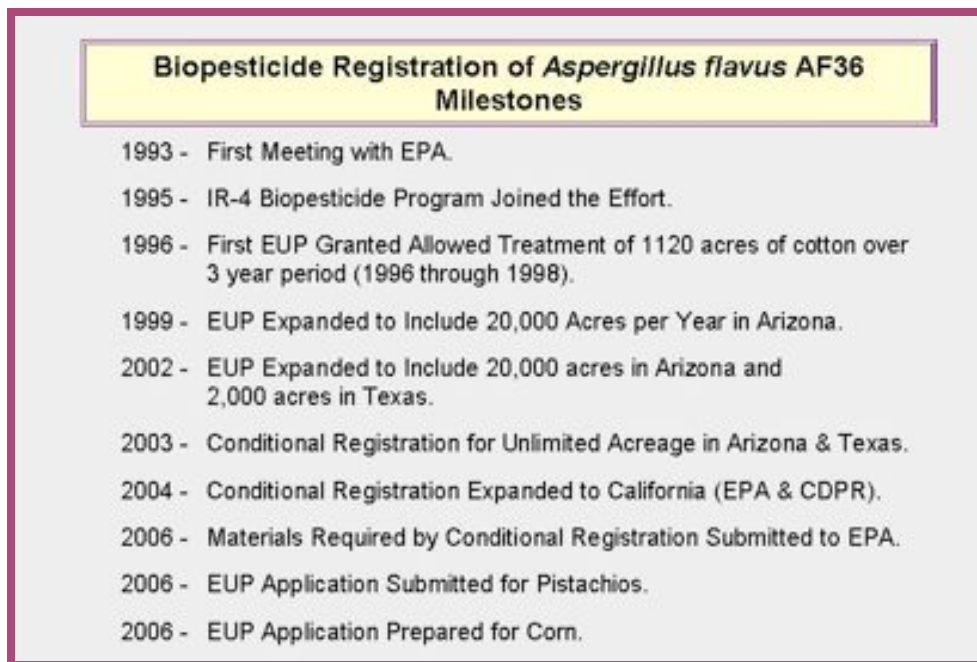 Biopesticide Registration of Aspergillus flavus AF36
Milestones
1993 - First Meeting with EPA.
1995 - IR-4 Biopesticide Program Joined the Effort.
1996 - First EUP Granted Allowed Treatment of 1120 acres of cotton over
3 year period (1996 through 1998).
1999 - EUP Expanded to Include 20,000 Acres per Year in Arizona.
2002 - EUP Expanded to Include 20,000 acres in Arizona and
2,000 acres in Texas.
2003 - Conditional Registration for Unlimited Acreage in Arizona & Texas.
2004 - Conditional Registration Expanded to California (EPA & CDPR).
2006 - Materials Required by Conditional Registration Submitted to EPA.
2006 - EUP Application Submitted for Pistachios.
2006 - EUP Application Prepared for Corn.